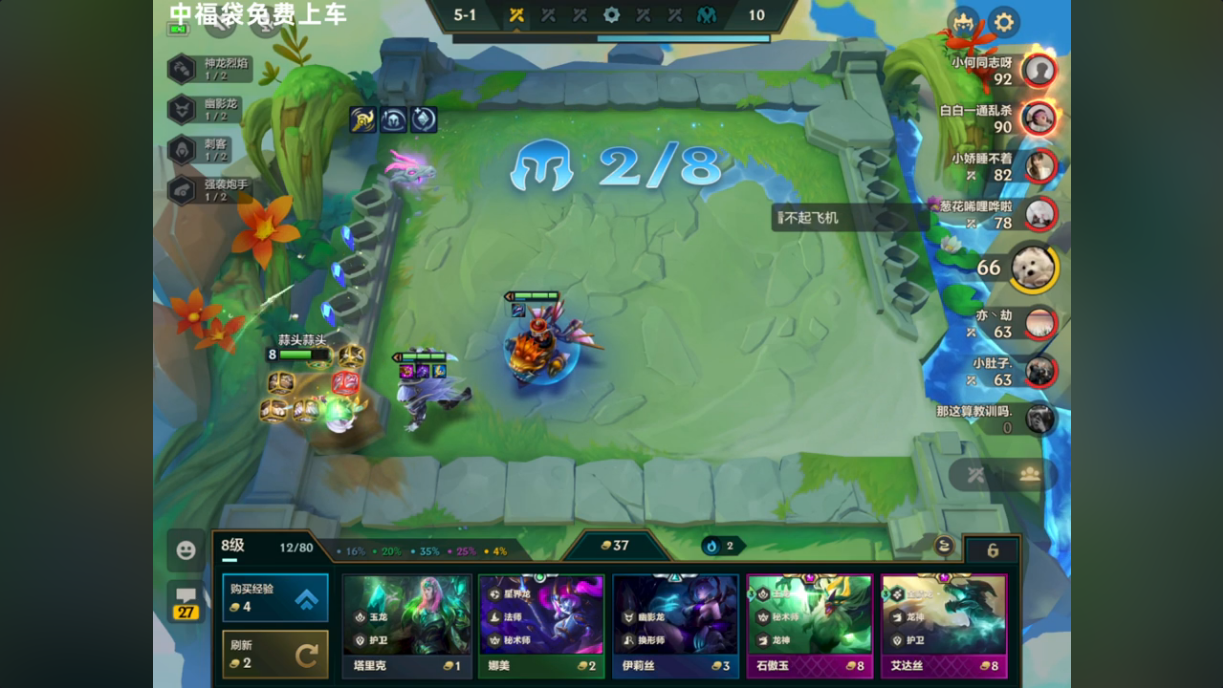 中福袋免费上车
5-1
10
神龙烈焰
1/2
幽影龙
1/2
刺客
1/2
强袭炮手
1/2
2/8
不起飞机
小何同志呀
92
白白一通乱杀
90
小娇睡不着
82
葱花唏哩哗啦
78
66
亦丶劫
63
小肚子.
63
那这算教训吗.
0
蒜头蒜头
8
27
8级
12/80
16%
20%
35%
25%
4%
37
2
购买经验
4
刷新
2
玉龙
护卫
塔里克
1
星界龙
法师
秘术师
娜美
2
幽影龙
换形师
伊莉丝
3
秘术师
龙神
石傲玉
8
龙神
护卫
艾达丝
8